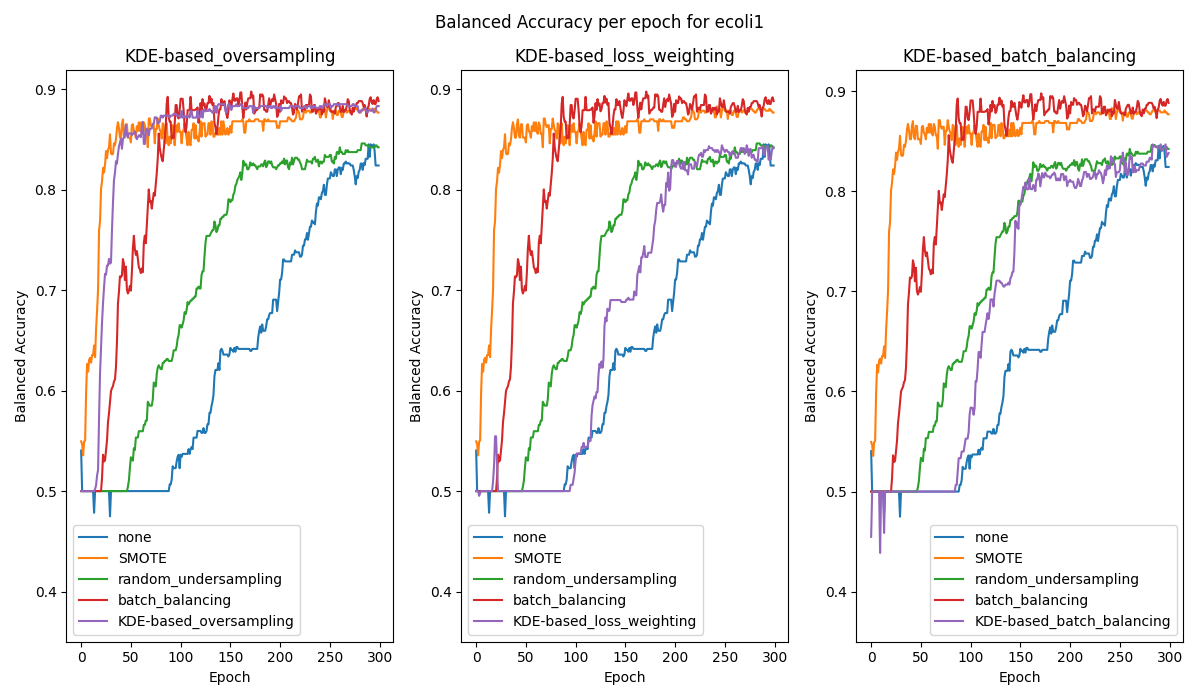 Balanced Accuracy per epoch for ecoli1
KDE-based_oversampling
Balanced Accuracy
0.9
0.8
0.7
0.6
0.5
0.4
none
SMOTE
random_undersampling
batch_balancing
KDE-based_oversampling
0 50 100 150 200 250 300
Epoch
KDE-based_loss_weighting
Balanced Accuracy
0.9
0.8
0.7
0.6
0.5
0.4
none
SMOTE
random_undersampling
batch_balancing
KDE-based_loss_weighting
0 50 100 150 200 250 300
Epoch
KDE-based_batch_balancing
Balanced Accuracy
0.9
0.8
0.7
0.6
0.5
0.4
none
SMOTE
random_undersampling
batch_balancing
KDE-based_batch_balancing
0 50 100 150 200 250 300
Epoch